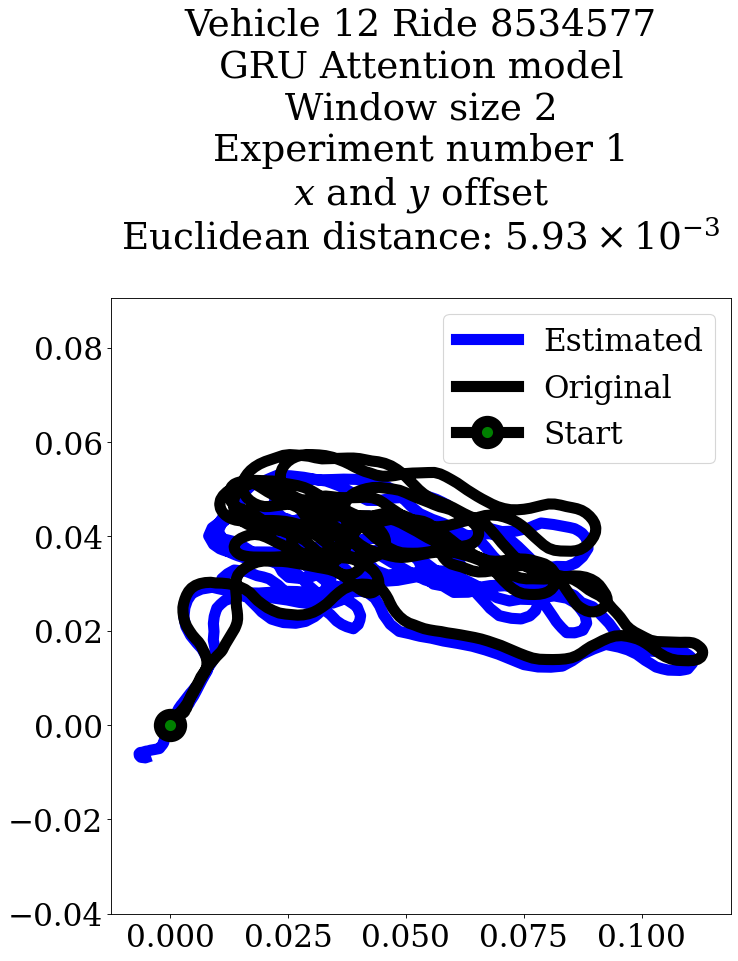 Vehicle 12 Ride 8534577
GRU Attention model
Window size 2
Experiment number 1
x and y offset
Euclidean distance: 5.93 × 10⁻³
Estimated
Original
Start
0.08
0.06
0.04
0.02
0.00
−0.02
−0.04
0.000 0.025 0.050 0.075 0.100